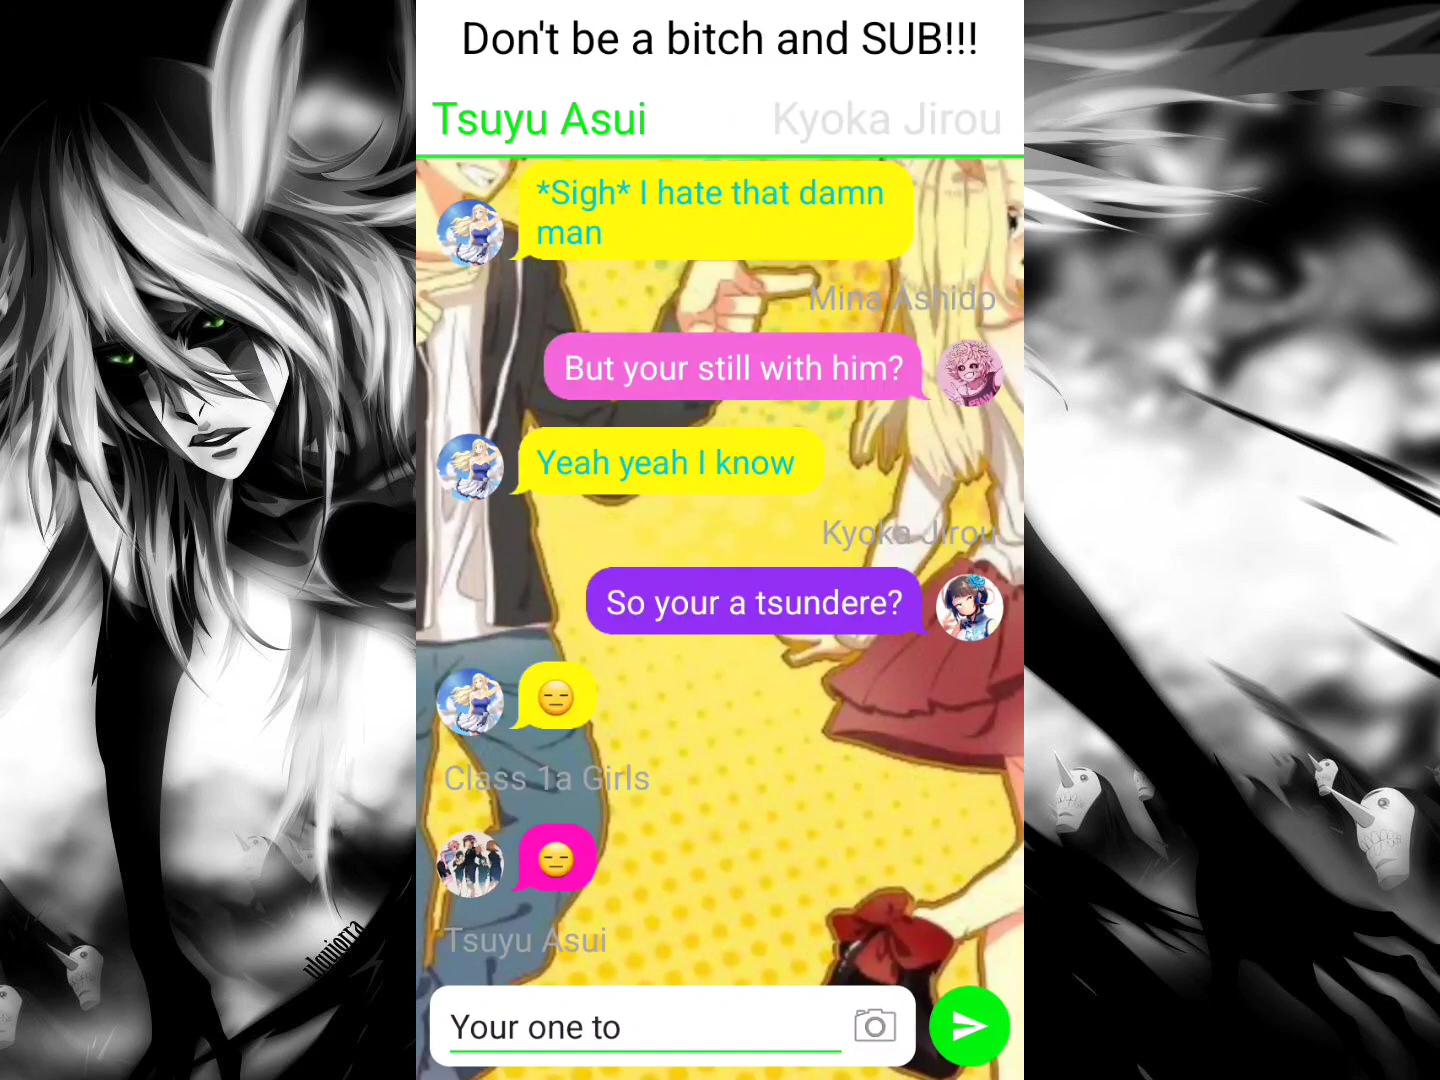 Don't be a bitch and SUB!!!
Tsuyu Asui
Kyoka Jirou
*Sigh* I hate that damn
man
Mina Ashido
But your still with him?
Yeah yeah I know
Kyoka Jirou
So your a tsundere?
Class 1a Girls
Tsuyu Asui
Your one to
ulquiorra